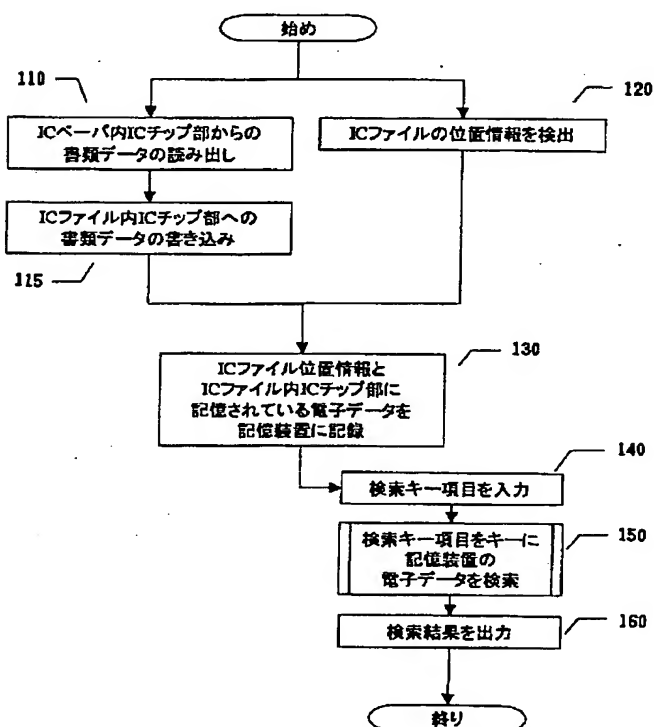 始め
110
120
ICペーパ内ICチップ部からの
書類データの読み出し
ICファイルの位置情報を検出
ICファイル内ICチップ部への
書類データの書き込み
115
130
ICファイル位置情報と
ICファイル内ICチップ部に
記憶されている電子データを
記憶装置に記録
140
検索キー項目を入力
150
検索キー項目をキーに
記憶装置の
電子データを検索
160
検索結果を出力
終り